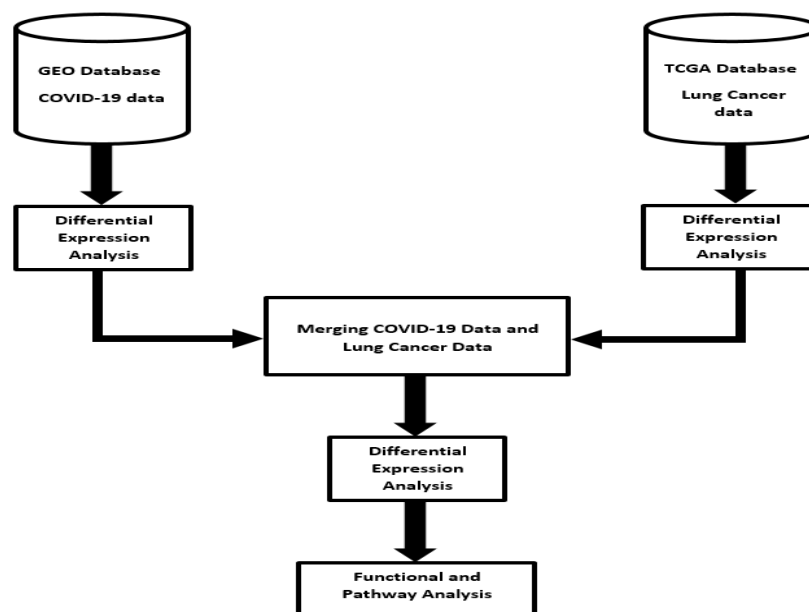 GEO Database
COVID-19 data
TCGA Database
Lung Cancer
data
Differential
Expression
Analysis
Differential
Expression
Analysis
Merging COVID-19 Data and
Lung Cancer Data
Differential
Expression
Analysis
Functional and
Pathway Analysis